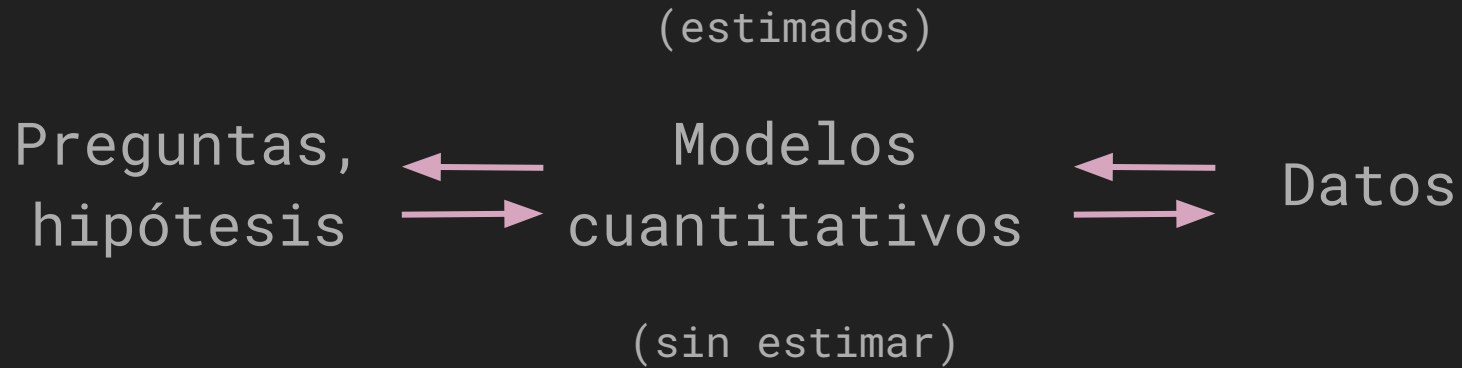 (estimados)
Preguntas,
hipótesis
Modelos
cuantitativos
Datos
(sin estimar)